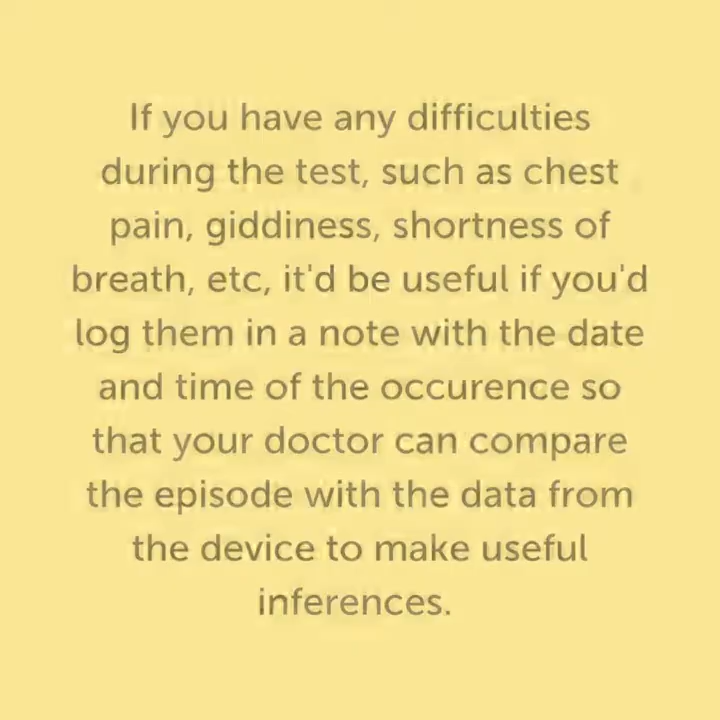 If you have any difficulties
during the test, such as chest
pain, giddiness, shortness of
breath, etc, it'd be useful if you'd
log them in a note with the date
and time of the occurence so
that your doctor can compare
the episode with the data from
the device to make useful
inferences.